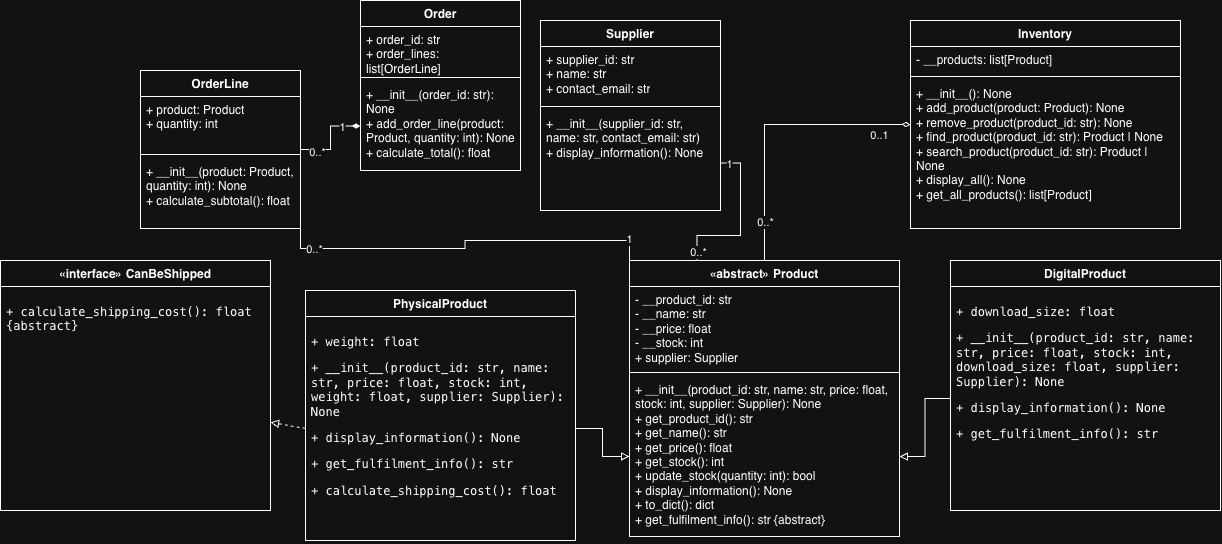 Order
+ order_id: str
+ order_lines:
list[OrderLine]
+ __init__(order_id: str):
None
+ add_order_line(product:
Product, quantity: int): None
+ calculate_total(): float
Supplier
+ supplier_id: str
+ name: str
+ contact_email: str
+ __init__(supplier_id: str,
name: str, contact_email: str)
+ display_information(): None
Inventory
- __products: list[Product]
+ __init__(): None
+ add_product(product: Product): None
+ remove_product(product_id: str): None
+ find_product(product_id: str): Product | None
+ search_product(product_id: str): Product |
None
+ display_all(): None
+ get_all_products(): list[Product]
OrderLine
+ product: Product
+ quantity: int
+ __init__(product: Product,
quantity: int): None
+ calculate_subtotal(): float
1
0..*
1
0..1
0..*
0..*
1
0..*
«interface» CanBeShipped
+ calculate_shipping_cost(): float
{abstract}
PhysicalProduct
+ weight: float
+ __init__(product_id: str, name:
str, price: float, stock: int,
weight: float, supplier: Supplier):
None
+ display_information(): None
+ get_fulfilment_info(): str
+ calculate_shipping_cost(): float
«abstract» Product
- __product_id: str
- __name: str
- __price: float
- __stock: int
+ supplier: Supplier
+ __init__(product_id: str, name: str, price: float,
stock: int, supplier: Supplier): None
+ get_product_id(): str
+ get_name(): str
+ get_price(): float
+ get_stock(): int
+ update_stock(quantity: int): bool
+ display_information(): None
+ to_dict(): dict
+ get_fulfilment_info(): str {abstract}
DigitalProduct
+ download_size: float
+ __init__(product_id: str, name:
str, price: float, stock: int,
download_size: float, supplier:
Supplier): None
+ display_information(): None
+ get_fulfilment_info(): str